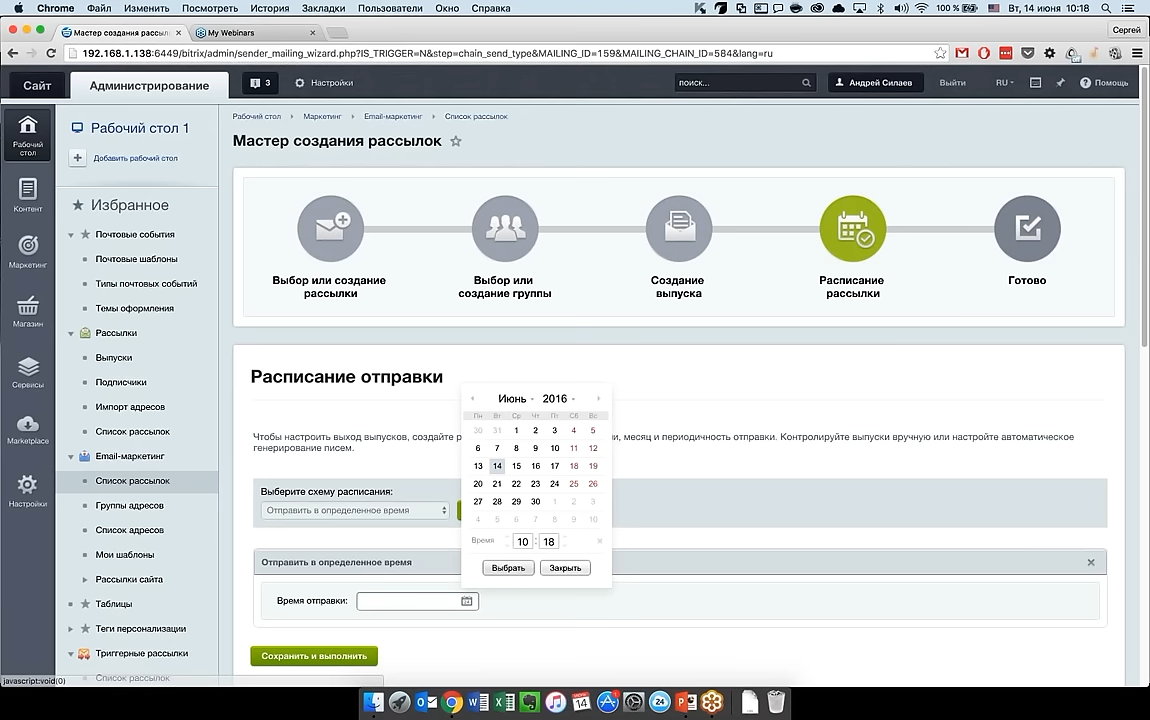 Chrome Файл Изменить Посмотреть История Закладки Пользователи Окно Справка 100 % Вт, 14 июня 10:18
Мастер создания рассыл × My Webinars × Сергей
192.168.1.138:6449/bitrix/admin/sender_mailing_wizard.php?IS_TRIGGER=N&step=chain_send_type&MAILING_ID=159&MAILING_CHAIN_ID=584&lang=ru
Сайт Администрирование 3 Настройки поиск... Андрей Силаев Выйти RU Помощь
Рабочий стол
Контент
Маркетинг
Магазин
Сервисы
Marketplace
Настройки
Рабочий стол 1
Добавить рабочий стол
Избранное
Почтовые события
Почтовые шаблоны
Типы почтовых событий
Темы оформления
Рассылки
Выпуски
Подписчики
Импорт адресов
Список рассылок
Email-маркетинг
Список рассылок
Группы адресов
Список адресов
Мои шаблоны
Рассылки сайта
Таблицы
Теги персонализации
Триггерные рассылки
Список рассылок
Рабочий стол Маркетинг Email-маркетинг Список рассылок
Мастер создания рассылок
Выбор или создание рассылки
Выбор или создание группы
Создание выпуска
Расписание рассылки
Готово
Расписание отправки
Чтобы настроить выход выпусков, создайте р и, месяц и периодичность отправки. Контролируйте выпуски вручную или настройте автоматическое
генерирование писем.
Выберите схему расписания:
Отправить в определенное время
Июнь 2016
Пн Вт Ср Чт Пт Сб Вс
30 31 1 2 3 4 5
6 7 8 9 10 11 12
13 14 15 16 17 18 19
20 21 22 23 24 25 26
27 28 29 30 1 2 3
4 5 6 7 8 9 10
Время 10 : 18 ×
Выбрать Закрыть
Отправить в определенное время
Время отправки:
Сохранить и выполнить
javascript:void(0)
14 24